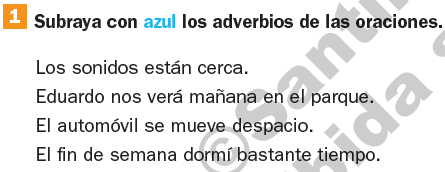 1 Subraya con azul los adverbios de las oraciones.
Los sonidos están cerca.
Eduardo nos verá mañana en el parque.
El automóvil se mueve despacio.
El fin de semana dormí bastante tiempo.